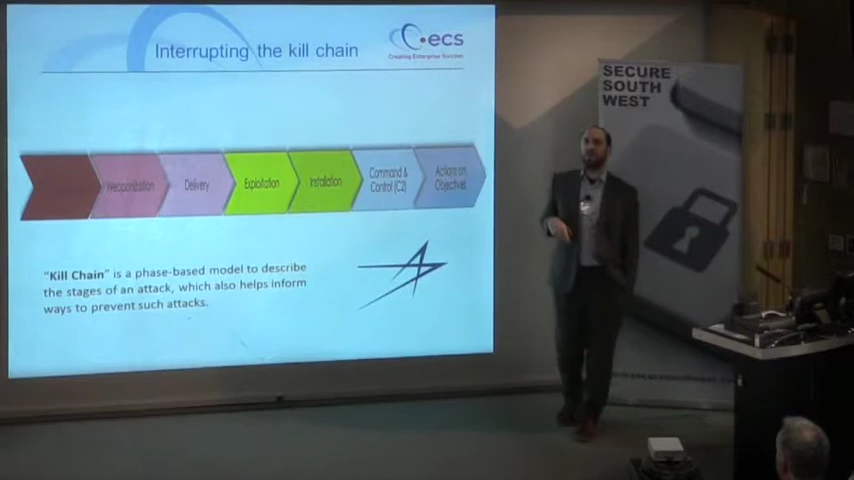 Interrupting the kill chain
ecs
Creating Enterprise Success
SECURE
SOUTH
WEST
Weaponization
Delivery
Exploitation
Installation
Command &
Control (C2)
Actions on
Objectives
"Kill Chain" is a phase-based model to describe
the stages of an attack, which also helps inform
ways to prevent such attacks.